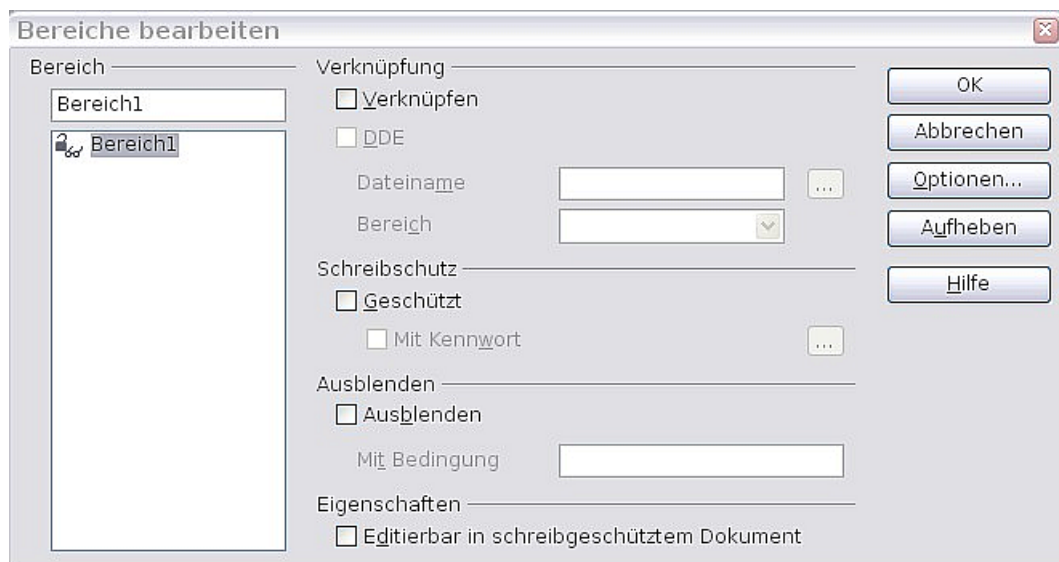 Bereiche bearbeiten
Bereich
Bereich1
Bereich1
Verknüpfung
Verknüpfen
DDE
Dateiname
...
Bereich
Schreibschutz
Geschützt
Mit Kennwort
...
Ausblenden
Ausblenden
Mit Bedingung
Eigenschaften
Editierbar in schreibgeschütztem Dokument
OK
Abbrechen
Optionen...
Aufheben
Hilfe